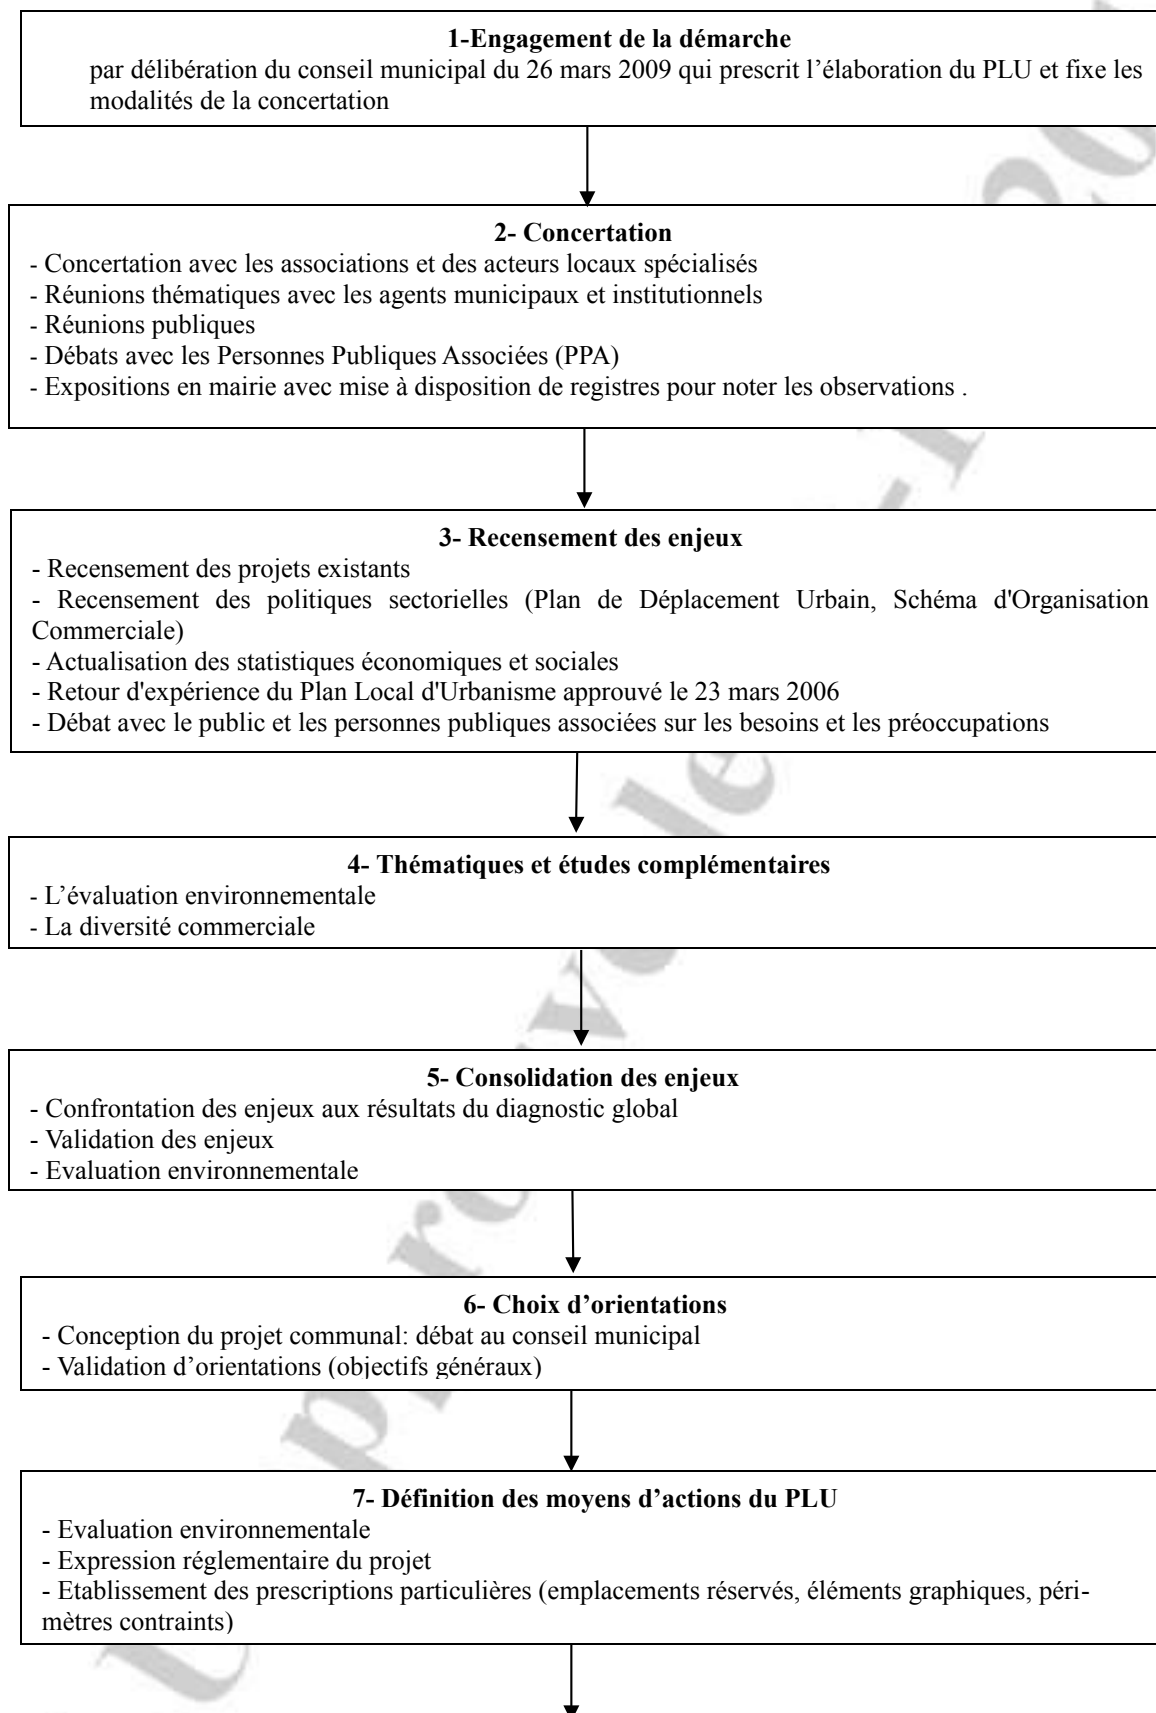 1-Engagement de la démarche
par délibération du conseil municipal du 26 mars 2009 qui prescrit l’élaboration du PLU et fixe les
modalités de la concertation
2- Concertation
- Concertation avec les associations et des acteurs locaux spécialisés
- Réunions thématiques avec les agents municipaux et institutionnels
- Réunions publiques
- Débats avec les Personnes Publiques Associées (PPA)
- Expositions en mairie avec mise à disposition de registres pour noter les observations .
3- Recensement des enjeux
- Recensement des projets existants
- Recensement des politiques sectorielles (Plan de Déplacement Urbain, Schéma d'Organisation
Commerciale)
- Actualisation des statistiques économiques et sociales
- Retour d'expérience du Plan Local d'Urbanisme approuvé le 23 mars 2006
- Débat avec le public et les personnes publiques associées sur les besoins et les préoccupations
4- Thématiques et études complémentaires
- L’évaluation environnementale
- La diversité commerciale
5- Consolidation des enjeux
- Confrontation des enjeux aux résultats du diagnostic global
- Validation des enjeux
- Evaluation environnementale
6- Choix d’orientations
- Conception du projet communal: débat au conseil municipal
- Validation d’orientations (objectifs généraux)
7- Définition des moyens d’actions du PLU
- Evaluation environnementale
- Expression réglementaire du projet
- Etablissement des prescriptions particulières (emplacements réservés, éléments graphiques, péri-
mètres contraints)